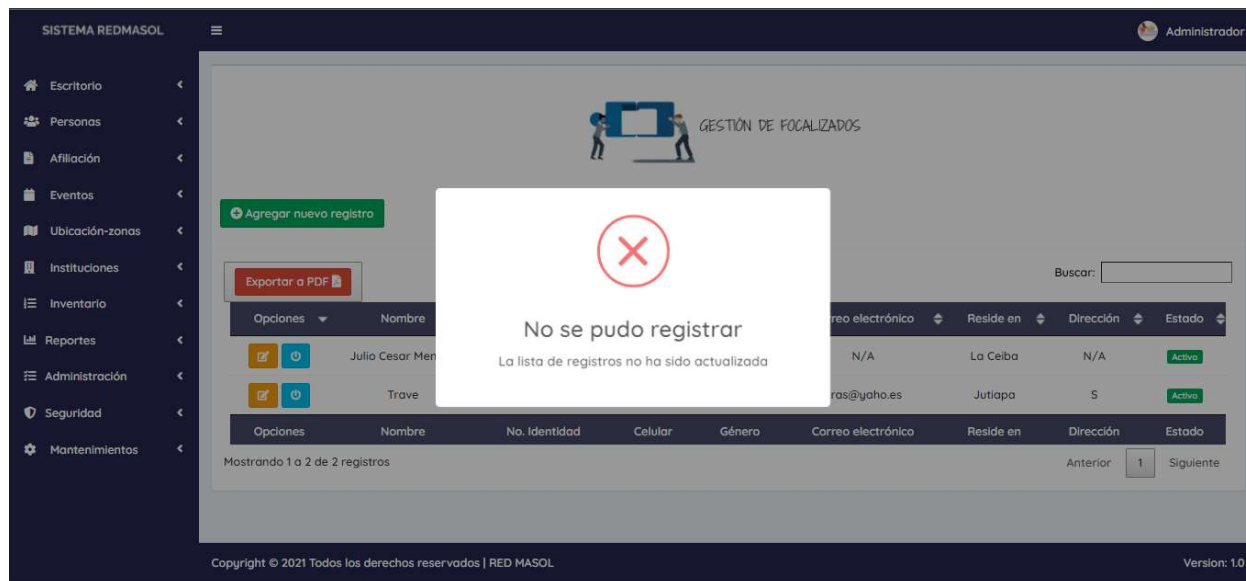 SISTEMA REDMASOL
Administrador
Escritorio
Personas
Afiliación
Eventos
Ubicación-zonas
Instituciones
Inventario
Reportes
Administración
Seguridad
Mantenimientos
GESTIÓN DE FOCALIZADOS
Agregar nuevo registro
Exportar a PDF
Buscar:
No se pudo registrar
La lista de registros no ha sido actualizada
Opciones Nombre reo electrónico Reside en Dirección Estado
Julio Cesar Men N/A La Ceiba N/A Activo
Trave ras@yaho.es Jutiapa S Activo
Opciones Nombre No. Identidad Celular Género Correo electrónico Reside en Dirección Estado
Mostrando 1 a 2 de 2 registros
Anterior 1 Siguiente
Copyright © 2021 Todos los derechos reservados | RED MASOL
Version: 1.0